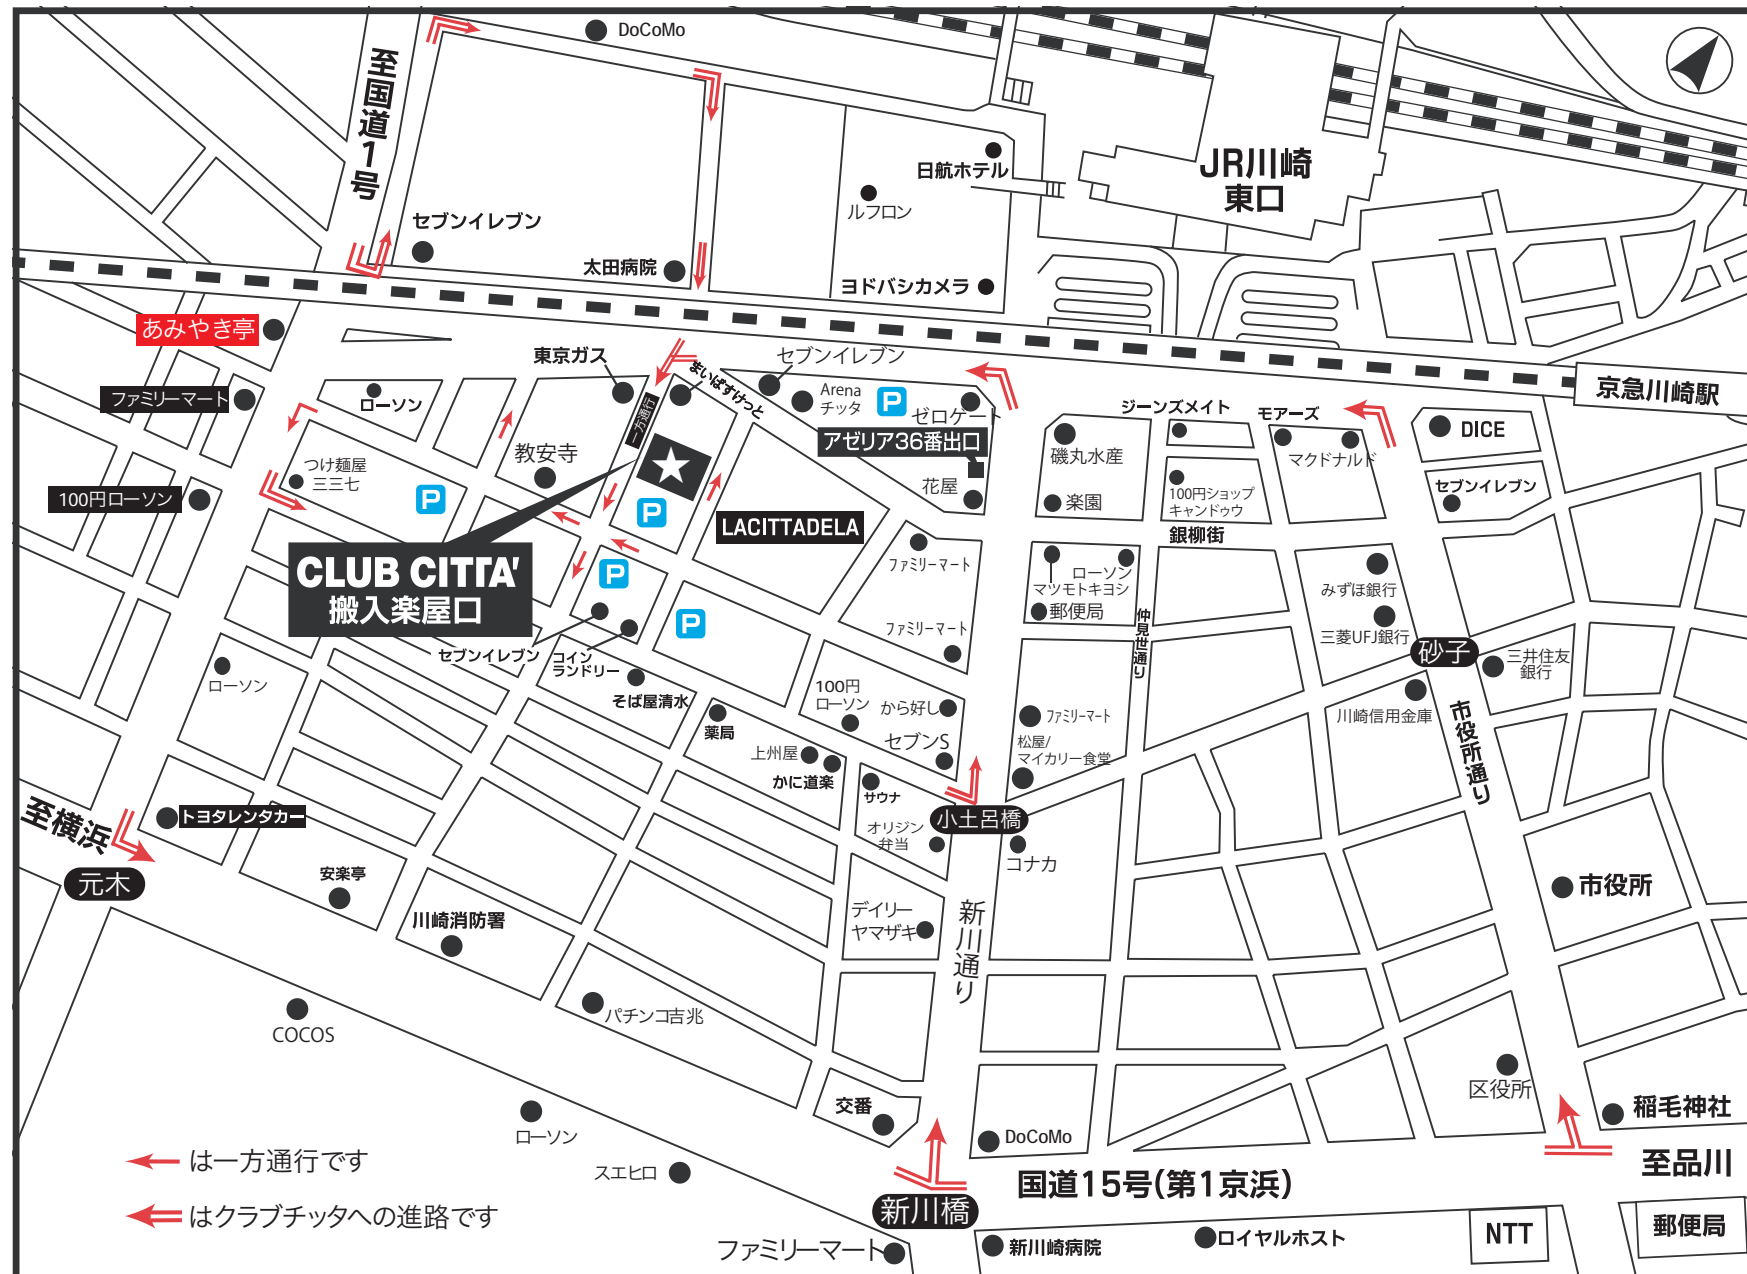 DoCoMo
至国道1号
JR川崎
東口
日航ホテル
ルフロン
セブンイレブン
太田病院
ヨドバシカメラ
あみやき亭
東京ガス
まいばすけっと
セブンイレブン
Arena
チッタ
P
ゼロゲート
アゼリア36番出口
花屋
京急川崎駅
ファミリーマート
ローソン
一方通行
ジーンズメイト
モアーズ
マクドナルド
DICE
磯丸水産
楽園
100円ショップ
キャンドゥウ
セブンイレブン
銀柳街
教安寺
つけ麺屋
三三七
P
100円ローソン
P
LACITTADELA
CLUB CITTA'
搬入楽屋口
P
P
ファミリーマート
ファミリーマート
ローソン
マツモトキヨシ
郵便局
仲見世通り
みずほ銀行
三菱UFJ銀行
砂子
三井住友
銀行
川崎信用金庫
市役所通り
セブンイレブン
コイン
ランドリー
そば屋清水
ローソン
薬局
100円
ローソン
から好し
セブンS
上州屋
かに道楽
ファミリーマート
松屋/
マイカリー食堂
サウナ
小土呂橋
オリジン
弁当
コナカ
至横浜
トヨタレンタカー
元木
安楽亭
川崎消防署
デイリー
ヤマザキ
新川通り
市役所
COCOS
パチンコ吉兆
ローソン
交番
DoCoMo
区役所
稲毛神社
至品川
スエヒロ
国道15号(第1京浜)
新川橋
は一方通行です
はクラブチッタへの進路です
ファミリーマート
新川崎病院
ロイヤルホスト
NTT
郵便局